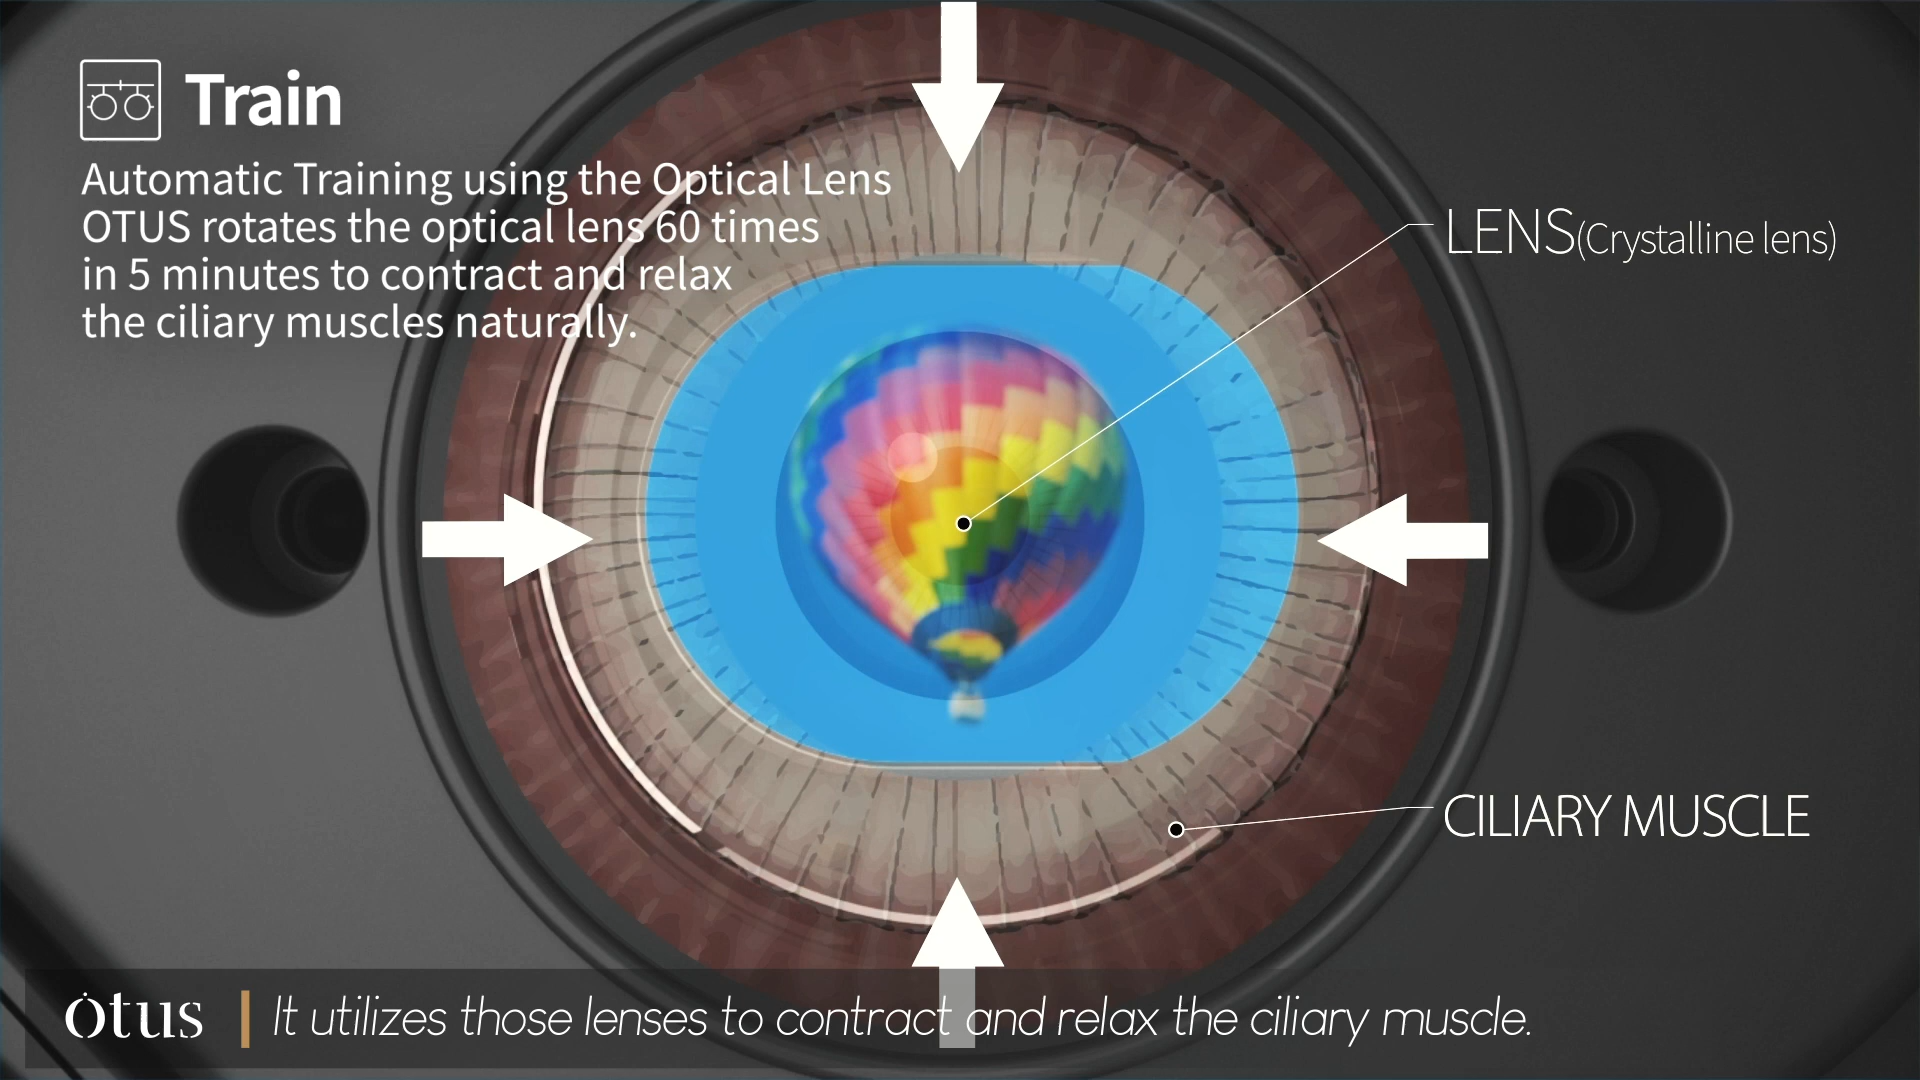 Train
Automatic Training using the Optical Lens
OTUS rotates the optical lens 60 times
in 5 minutes to contract and relax
the ciliary muscles naturally.
LENS(Crystalline lens)
CILIARY MUSCLE
otus
It utilizes those lenses to contract and relax the ciliary muscle.